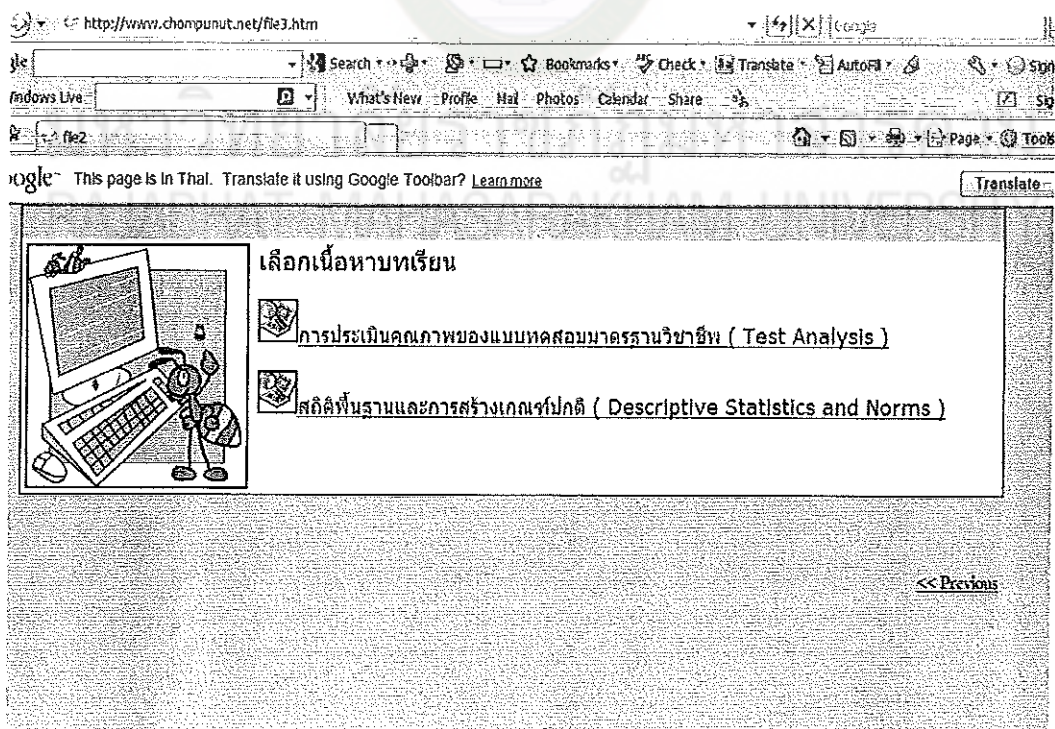 http://www.chompunut.net/file3.htm Google
gle Search Bookmarks Check Translate AutoFill Sign
indows Live What's New Profile Mail Photos Calendar Share Sig
file2 Page Tools
oogle This page is in Thai. Translate it using Google Toolbar? Learn more Translate
เลือกเนื้อหาบทเรียน
การประเมินคุณภาพของแบบทดสอบมาตรฐานวิชาชีพ ( Test Analysis )
สถิติพื้นฐานและการสร้างเกณฑ์ปกติ ( Descriptive Statistics and Norms )
<< Previous